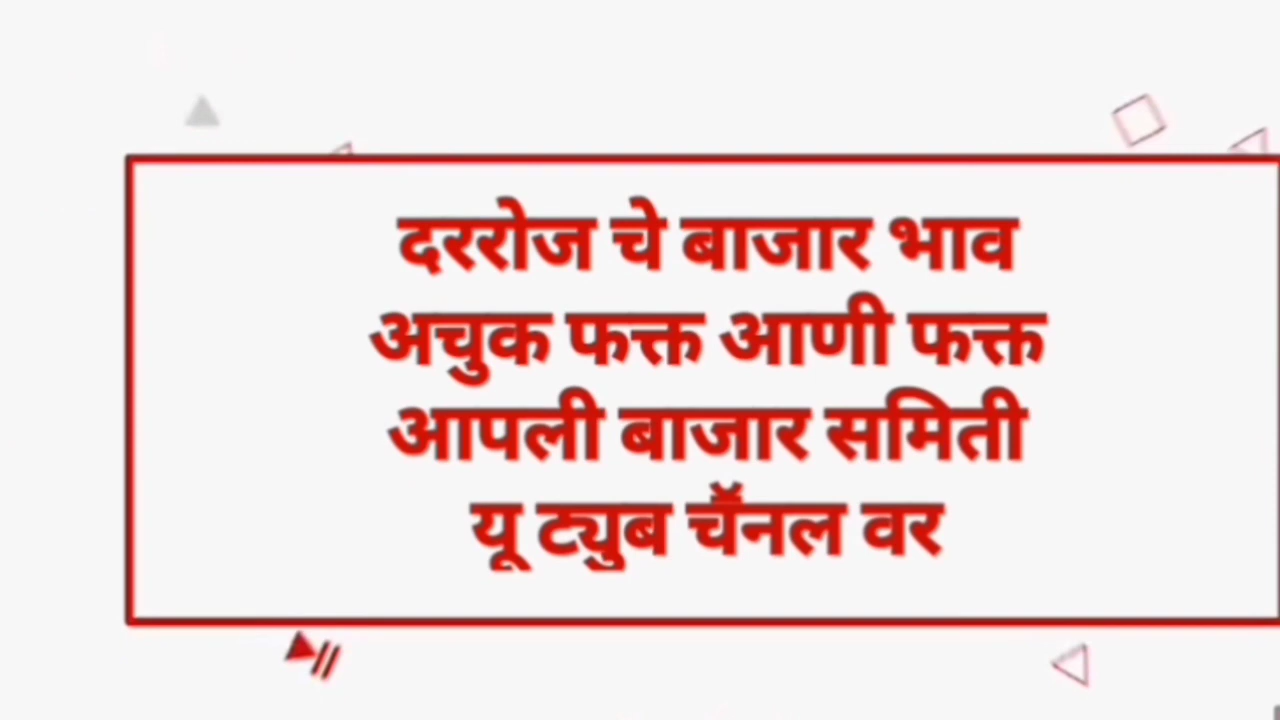 दररोज चे बाजार भाव
अचुक फक्त आणी फक्त
आपली बाजार समिती
यू ट्युब चॅनल वर